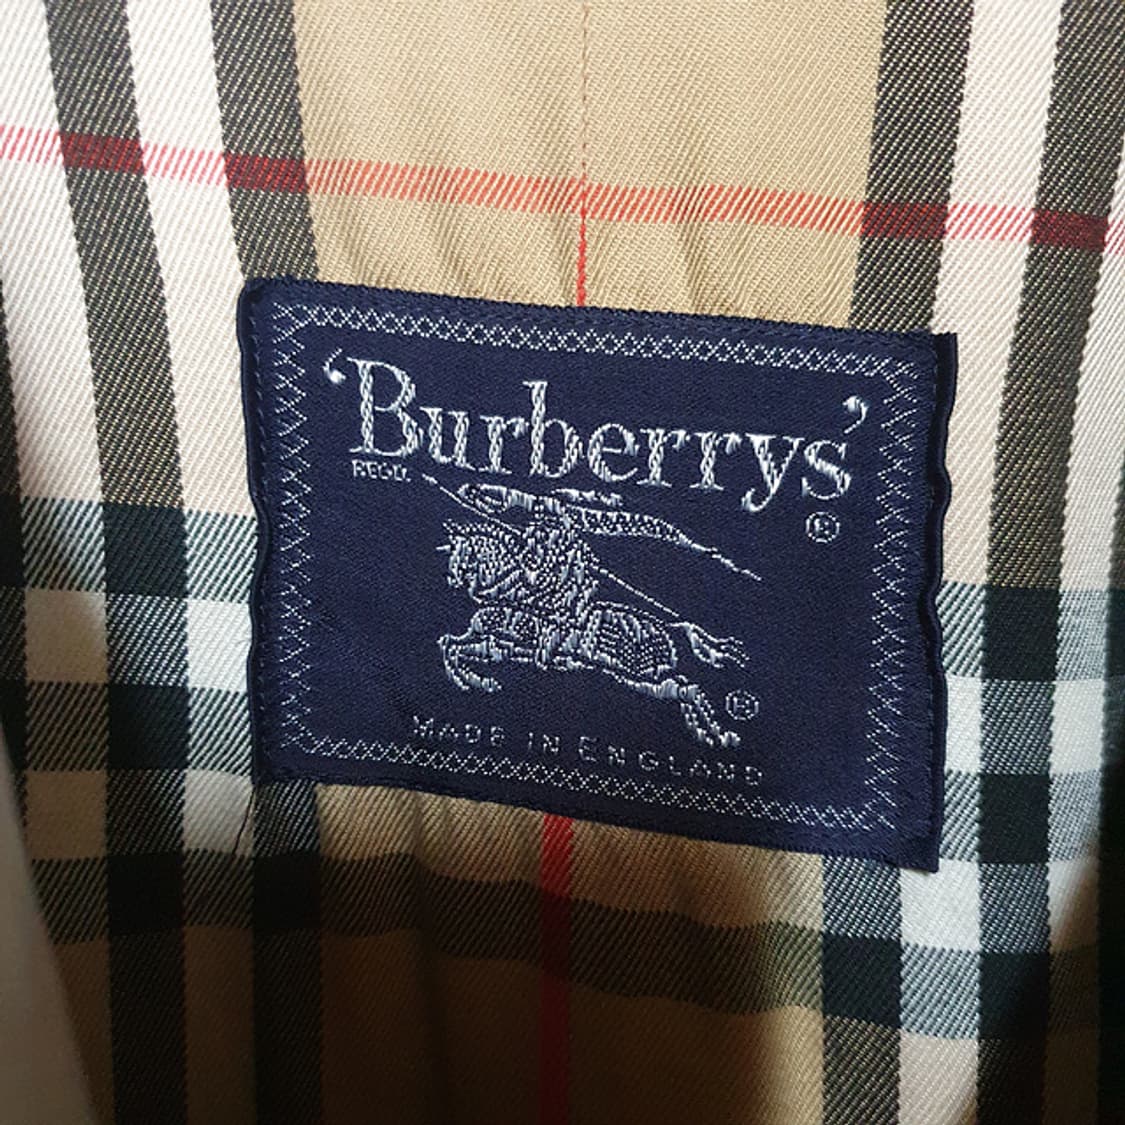 ‘Burberrys’
REGD. ®
®
MADE IN ENGLAND